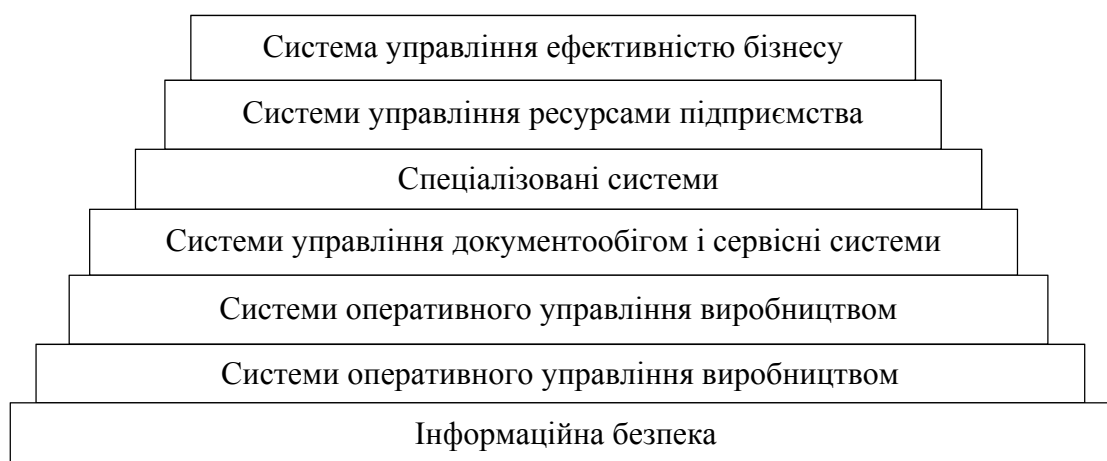 Система управління ефективністю бізнесу
Системи управління ресурсами підприємства
Спеціалізовані системи
Системи управління документообігом і сервісні системи
Системи оперативного управління виробництвом
Системи оперативного управління виробництвом
Інформаційна безпека